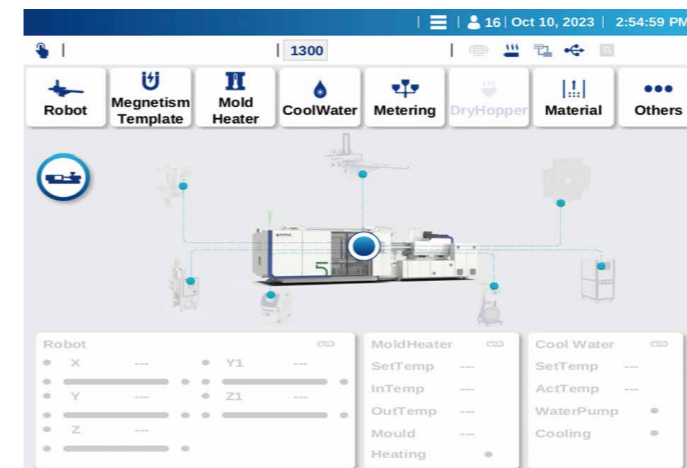 16 | Oct 10, 2023 | 2:54:59 PM
1300
Robot
Megnetism
Template
Mold
Heater
CoolWater
Metering
DryHopper
Material
Others
5
Robot
X --- Y1 ---
Y --- Z1 ---
Z ---
MoldHeater
SetTemp ---
InTemp ---
OutTemp ---
Mould ---
Heating
Cool Water
SetTemp ---
ActTemp ---
WaterPump
Cooling